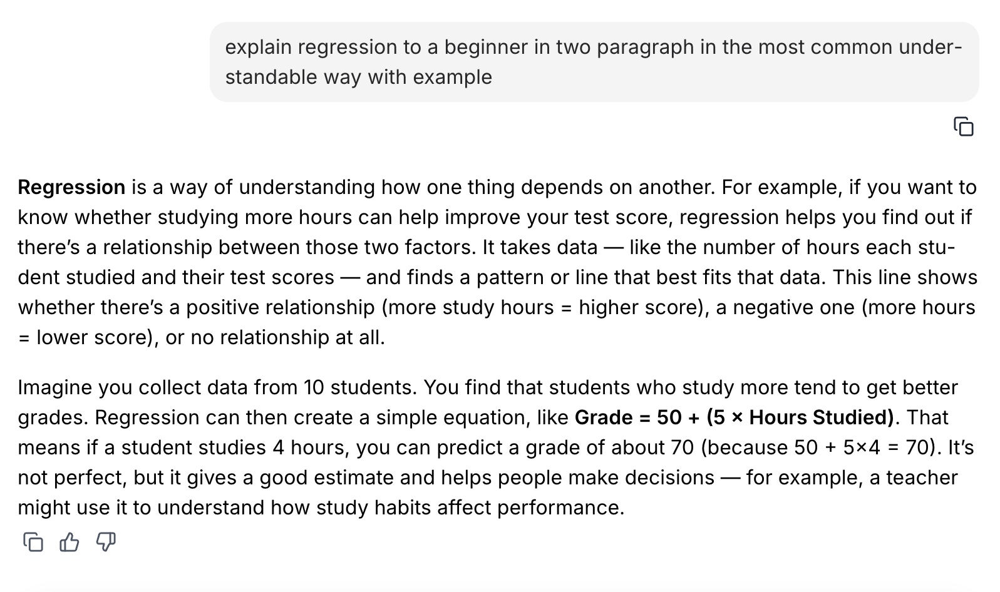 explain regression to a beginner in two paragraph in the most common under-
standable way with example
Regression is a way of understanding how one thing depends on another. For example, if you want to
know whether studying more hours can help improve your test score, regression helps you find out if
there’s a relationship between those two factors. It takes data — like the number of hours each stu-
dent studied and their test scores — and finds a pattern or line that best fits that data. This line shows
whether there’s a positive relationship (more study hours = higher score), a negative one (more hours
= lower score), or no relationship at all.
Imagine you collect data from 10 students. You find that students who study more tend to get better
grades. Regression can then create a simple equation, like Grade = 50 + (5 × Hours Studied). That
means if a student studies 4 hours, you can predict a grade of about 70 (because 50 + 5×4 = 70). It’s
not perfect, but it gives a good estimate and helps people make decisions — for example, a teacher
might use it to understand how study habits affect performance.